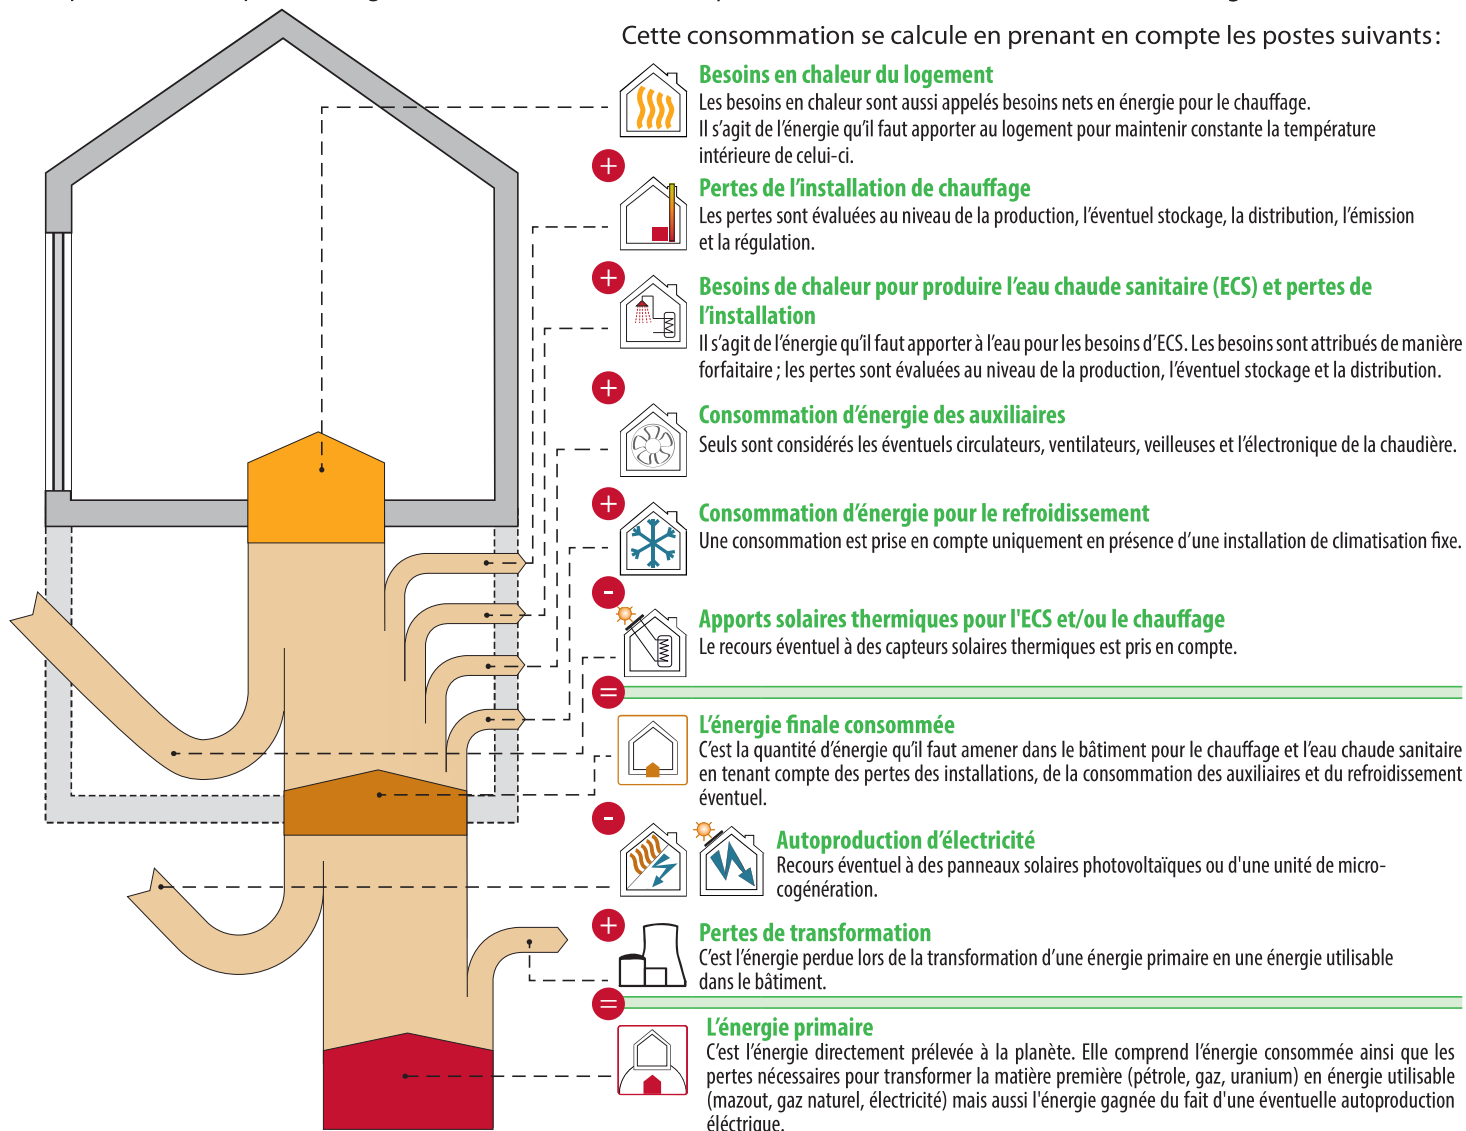 Cette consommation se calcule en prenant en compte les postes suivants :
Besoins en chaleur du logement
Les besoins en chaleur sont aussi appelés besoins nets en énergie pour le chauffage.
Il s'agit de l'énergie qu'il faut apporter au logement pour maintenir constante la température
intérieure de celui-ci.
+
Pertes de l'installation de chauffage
Les pertes sont évaluées au niveau de la production, l'éventuel stockage, la distribution, l'émission
et la régulation.
+
Besoins de chaleur pour produire l'eau chaude sanitaire (ECS) et pertes de
l'installation
Il s'agit de l'énergie qu'il faut apporter à l'eau pour les besoins d'ECS. Les besoins sont attribués de manière
forfaitaire ; les pertes sont évaluées au niveau de la production, l'éventuel stockage et la distribution.
+
Consommation d'énergie des auxiliaires
Seuls sont considérés les éventuels circulateurs, ventilateurs, veilleuses et l'électronique de la chaudière.
+
Consommation d'énergie pour le refroidissement
Une consommation est prise en compte uniquement en présence d'une installation de climatisation fixe.
-
Apports solaires thermiques pour l'ECS et/ou le chauffage
Le recours éventuel à des capteurs solaires thermiques est pris en compte.
=
L'énergie finale consommée
C'est la quantité d'énergie qu'il faut amener dans le bâtiment pour le chauffage et l'eau chaude sanitaire
en tenant compte des pertes des installations, de la consommation des auxiliaires et du refroidissement
éventuel.
-
Autoproduction d'électricité
Recours éventuel à des panneaux solaires photovoltaïques ou d'une unité de micro-
cogénération.
+
Pertes de transformation
C'est l'énergie perdue lors de la transformation d'une énergie primaire en une énergie utilisable
dans le bâtiment.
=
L'énergie primaire
C'est l'énergie directement prélevée à la planète. Elle comprend l'énergie consommée ainsi que les
pertes nécessaires pour transformer la matière première (pétrole, gaz, uranium) en énergie utilisable
(mazout, gaz naturel, électricité) mais aussi l'énergie gagnée du fait d'une éventuelle autoproduction
éléctrique.